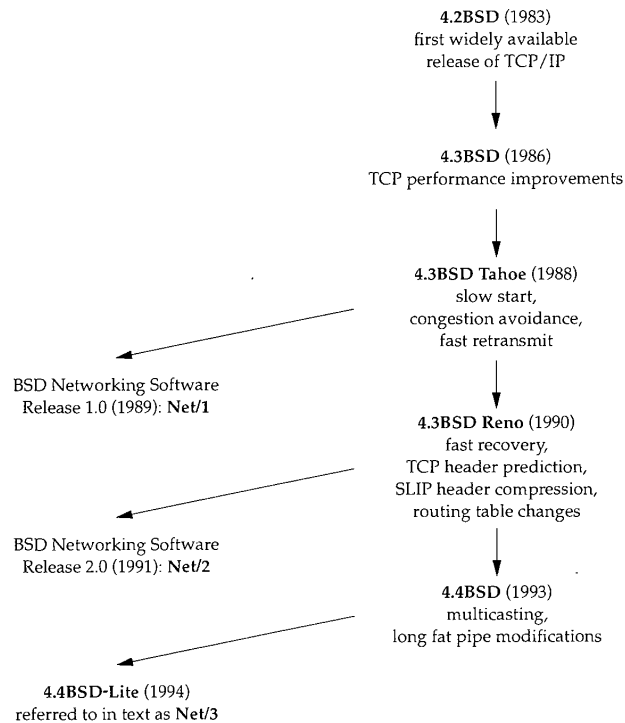 4.2BSD (1983)
first widely available
release of TCP/IP
4.3BSD (1986)
TCP performance improvements
4.3BSD Tahoe (1988)
slow start,
congestion avoidance,
fast retransmit
BSD Networking Software
Release 1.0 (1989): Net/1
4.3BSD Reno (1990)
fast recovery,
TCP header prediction,
SLIP header compression,
routing table changes
BSD Networking Software
Release 2.0 (1991): Net/2
4.4BSD (1993)
multicasting,
long fat pipe modifications
4.4BSD-Lite (1994)
referred to in text as Net/3